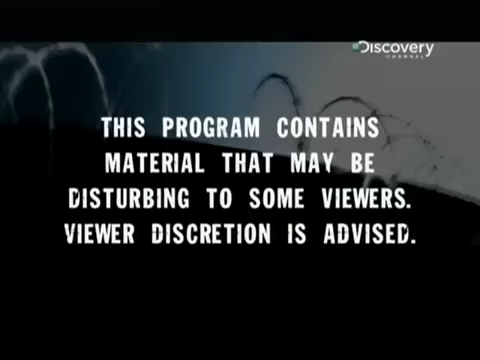 Discovery
CHANNEL
THIS PROGRAM CONTAINS
MATERIAL THAT MAY BE
DISTURBING TO SOME VIEWERS.
VIEWER DISCRETION IS ADVISED.